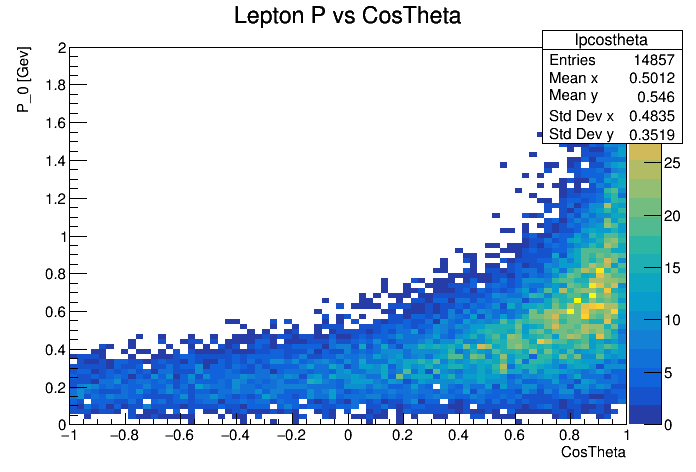 Lepton P vs CosTheta
lpcostheta
Entries 14857
Mean x 0.5012
Mean y 0.546
Std Dev x 0.4835
Std Dev y 0.3519
P_0 [Gev]
2
1.8
1.6
1.4
1.2
1
0.8
0.6
0.4
0.2
0
−1 −0.8 −0.6 −0.4 −0.2 0 0.2 0.4 0.6 0.8 1
CosTheta
25
20
15
10
5
0